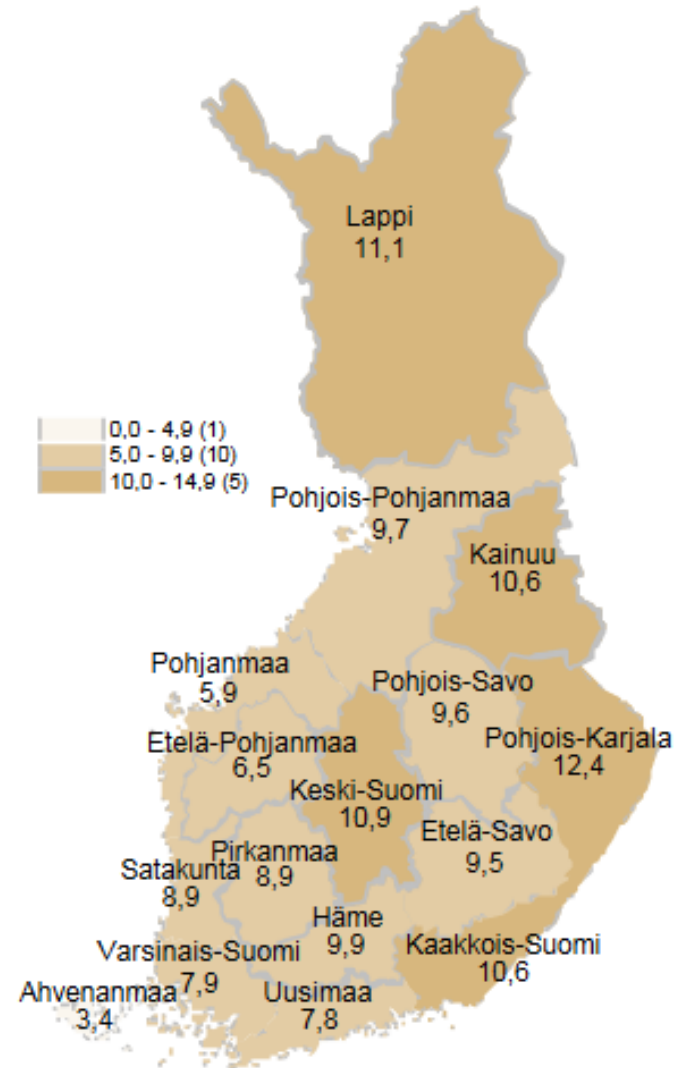 Lappi
11,1
0,0 - 4,9 (1)
5,0 - 9,9 (10)
10,0 - 14,9 (5)
Pohjois-Pohjanmaa
9,7
Kainuu
10,6
Pohjanmaa
5,9
Pohjois-Savo
9,6
Etelä-Pohjanmaa
6,5
Pohjois-Karjala
12,4
Keski-Suomi
10,9
Etelä-Savo
9,5
Pirkanmaa
8,9
Satakunta
8,9
Häme
9,9
Kaakkois-Suomi
10,6
Varsinais-Suomi
7,9
Ahvenanmaa
3,4
Uusimaa
7,8